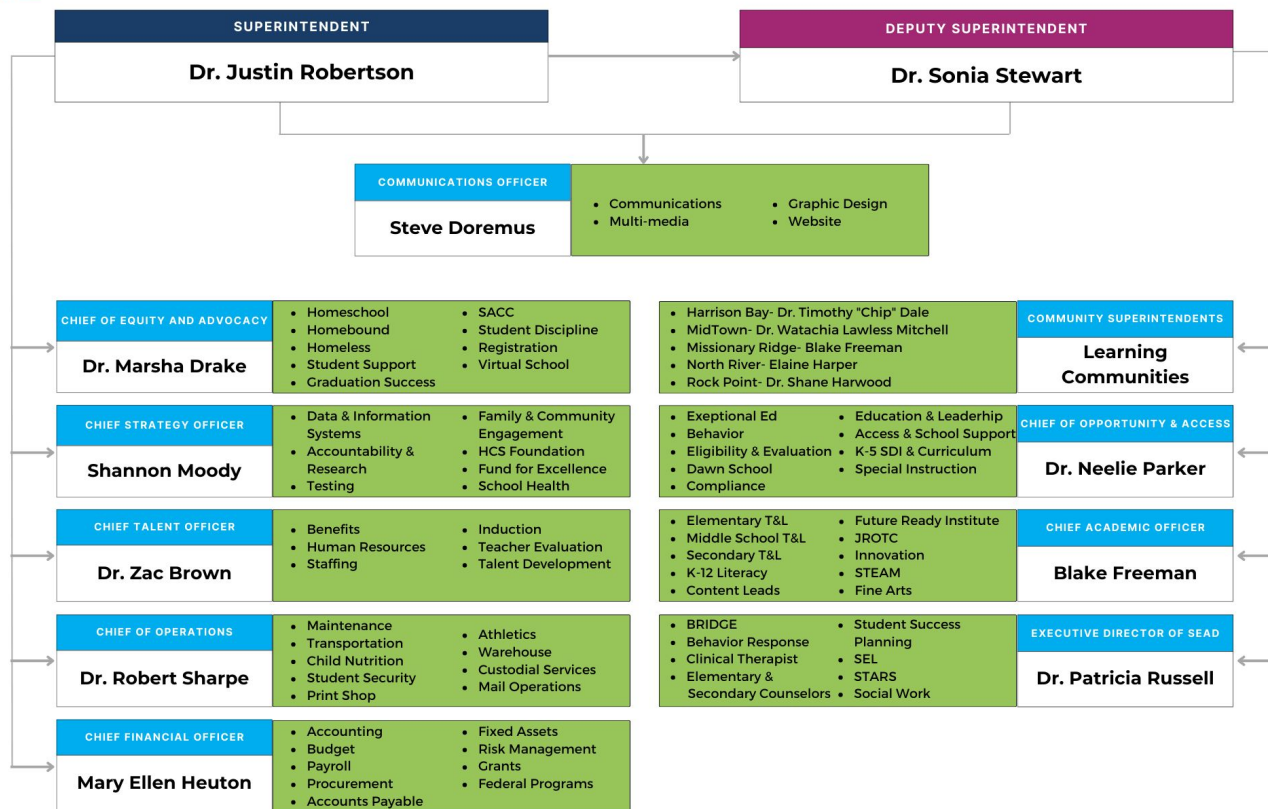 SUPERINTENDENT
Dr. Justin Robertson
DEPUTY SUPERINTENDENT
Dr. Sonia Stewart
COMMUNICATIONS OFFICER
Steve Doremus
• Communications
• Multi-media
• Graphic Design
• Website
CHIEF OF EQUITY AND ADVOCACY
Dr. Marsha Drake
• Homeschool
• Homebound
• Homeless
• Student Support
• Graduation Success
• SACC
• Student Discipline
• Registration
• Virtual School
• Harrison Bay- Dr. Timothy "Chip" Dale
• MidTown- Dr. Watachia Lawless Mitchell
• Missionary Ridge- Blake Freeman
• North River- Elaine Harper
• Rock Point- Dr. Shane Harwood
COMMUNITY SUPERINTENDENTS
Learning
Communities
CHIEF STRATEGY OFFICER
Shannon Moody
• Data & Information
Systems
• Accountability &
Research
• Testing
• Family & Community
Engagement
• HCS Foundation
• Fund for Excellence
• School Health
• Exeptional Ed
• Behavior
• Eligibility & Evaluation
• Dawn School
• Compliance
• Education & Leaderhip
• Access & School Support
• K-5 SDI & Curriculum
• Special Instruction
CHIEF OF OPPORTUNITY & ACCESS
Dr. Neelie Parker
CHIEF TALENT OFFICER
Dr. Zac Brown
• Benefits
• Human Resources
• Staffing
• Induction
• Teacher Evaluation
• Talent Development
• Elementary T&L
• Middle School T&L
• Secondary T&L
• K-12 Literacy
• Content Leads
• Future Ready Institute
• JROTC
• Innovation
• STEAM
• Fine Arts
CHIEF ACADEMIC OFFICER
Blake Freeman
CHIEF OF OPERATIONS
Dr. Robert Sharpe
• Maintenance
• Transportation
• Child Nutrition
• Student Security
• Print Shop
• Athletics
• Warehouse
• Custodial Services
• Mail Operations
• BRIDGE
• Behavior Response
• Clinical Therapist
• Elementary &
Secondary Counselors
• Student Success
Planning
• SEL
• STARS
• Social Work
EXECUTIVE DIRECTOR OF SEAD
Dr. Patricia Russell
CHIEF FINANCIAL OFFICER
Mary Ellen Heuton
• Accounting
• Budget
• Payroll
• Procurement
• Accounts Payable
• Fixed Assets
• Risk Management
• Grants
• Federal Programs